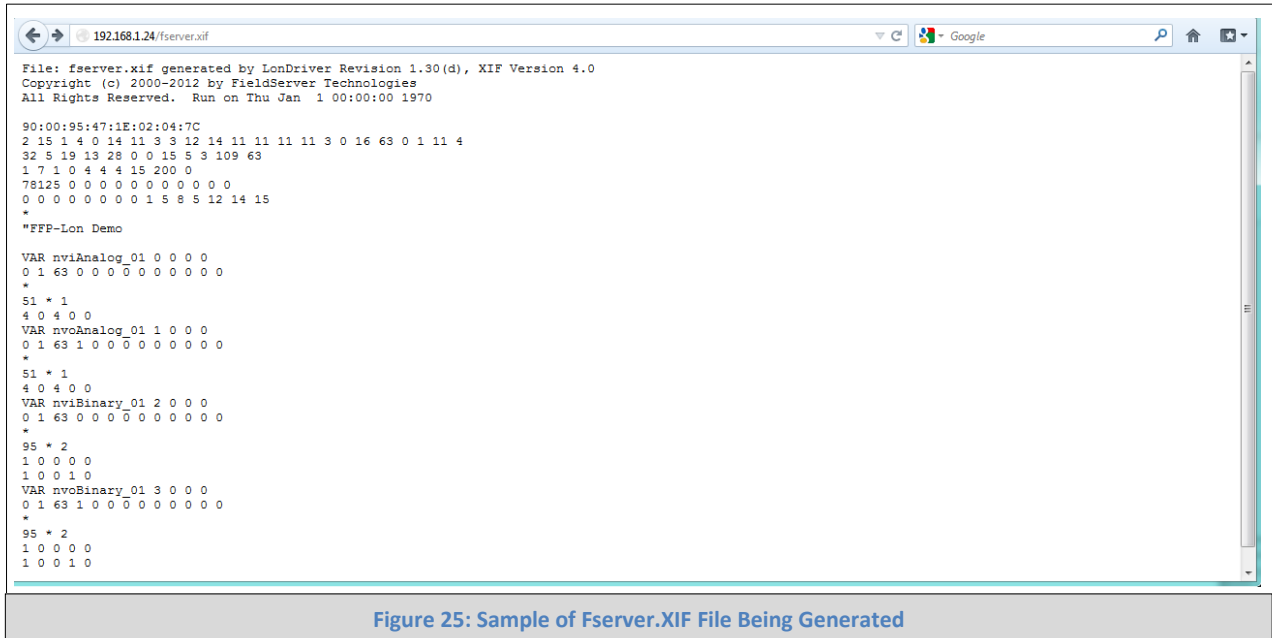 192.168.1.24/fserver.xif
Google
File: fserver.xif generated by LonDriver Revision 1.30(d), XIF Version 4.0
Copyright (c) 2000-2012 by FieldServer Technologies
All Rights Reserved.  Run on Thu Jan  1 00:00:00 1970
90:00:95:47:1E:02:04:7C
2 15 1 4 0 14 11 3 3 12 14 11 11 11 11 3 0 16 63 0 1 11 4
32 5 19 13 28 0 0 15 5 3 109 63
1 7 1 0 4 4 4 15 200 0
78125 0 0 0 0 0 0 0 0 0 0 0
0 0 0 0 0 0 0 0 1 5 8 5 12 14 15
*
"FFP-Lon Demo
VAR nviAnalog_01 0 0 0 0
0 1 63 0 0 0 0 0 0 0 0 0 0
*
51 * 1
4 0 4 0 0
VAR nvoAnalog_01 1 0 0 0
0 1 63 1 0 0 0 0 0 0 0 0 0
*
51 * 1
4 0 4 0 0
VAR nviBinary_01 2 0 0 0
0 1 63 0 0 0 0 0 0 0 0 0 0
*
95 * 2
1 0 0 0 0
1 0 0 1 0
VAR nvoBinary_01 3 0 0 0
0 1 63 1 0 0 0 0 0 0 0 0 0
*
95 * 2
1 0 0 0 0
1 0 0 1 0
Figure 25: Sample of Fserver.XIF File Being Generated